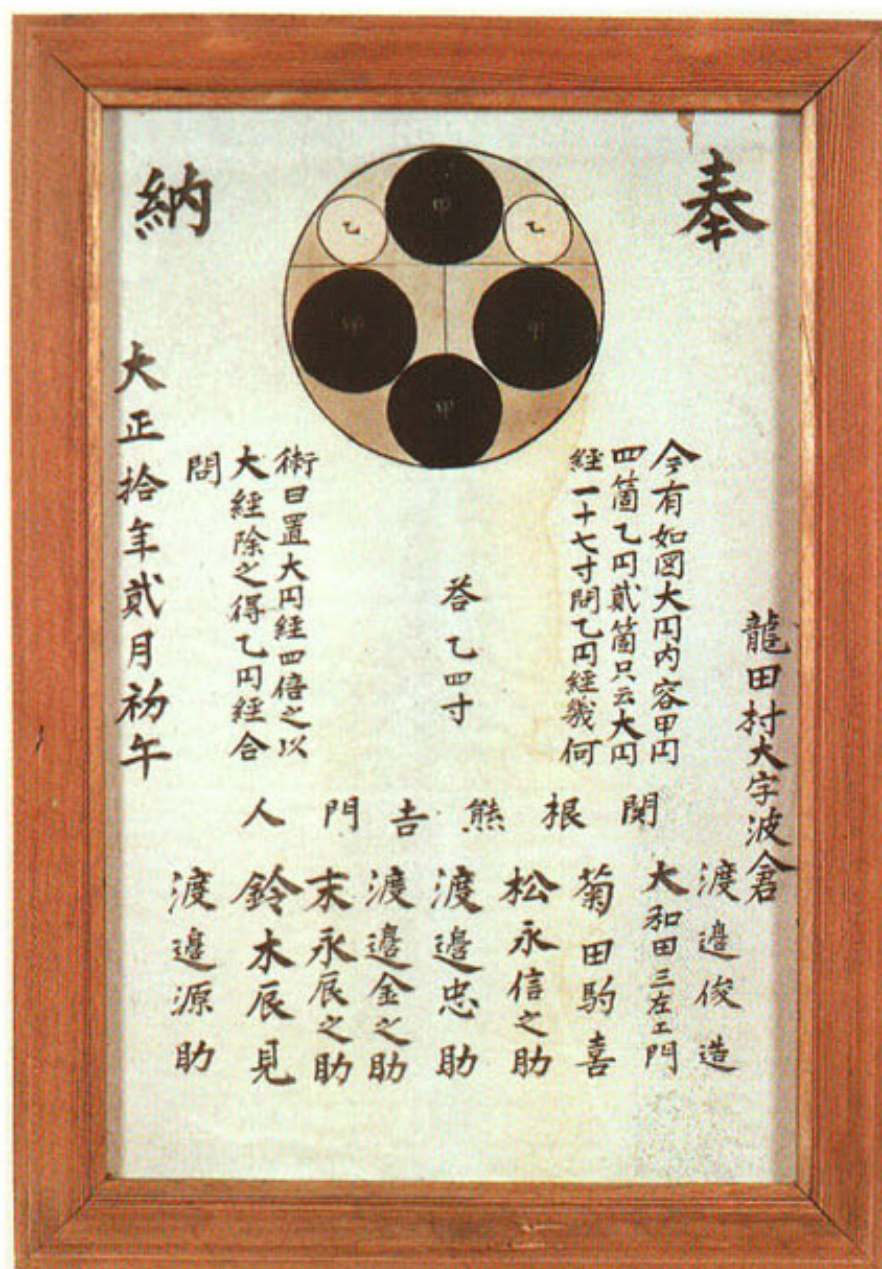 奉
納
甲
乙
乙
甲
甲
甲
龍田村大字波倉
今有如図大円内容甲円
四箇乙円貳箇只云大円
経一十七寸問乙円経幾何
答乙四寸
術曰置大円経四倍之以
大経除之得乙円経合
問
関根熊吉門人
渡邊俊造
大和田三左エ門
菊田駒喜
松永信之助
渡邊忠助
渡邉金之助
末永辰之助
鈴木辰見
渡邊源助
大正拾年貳月初午